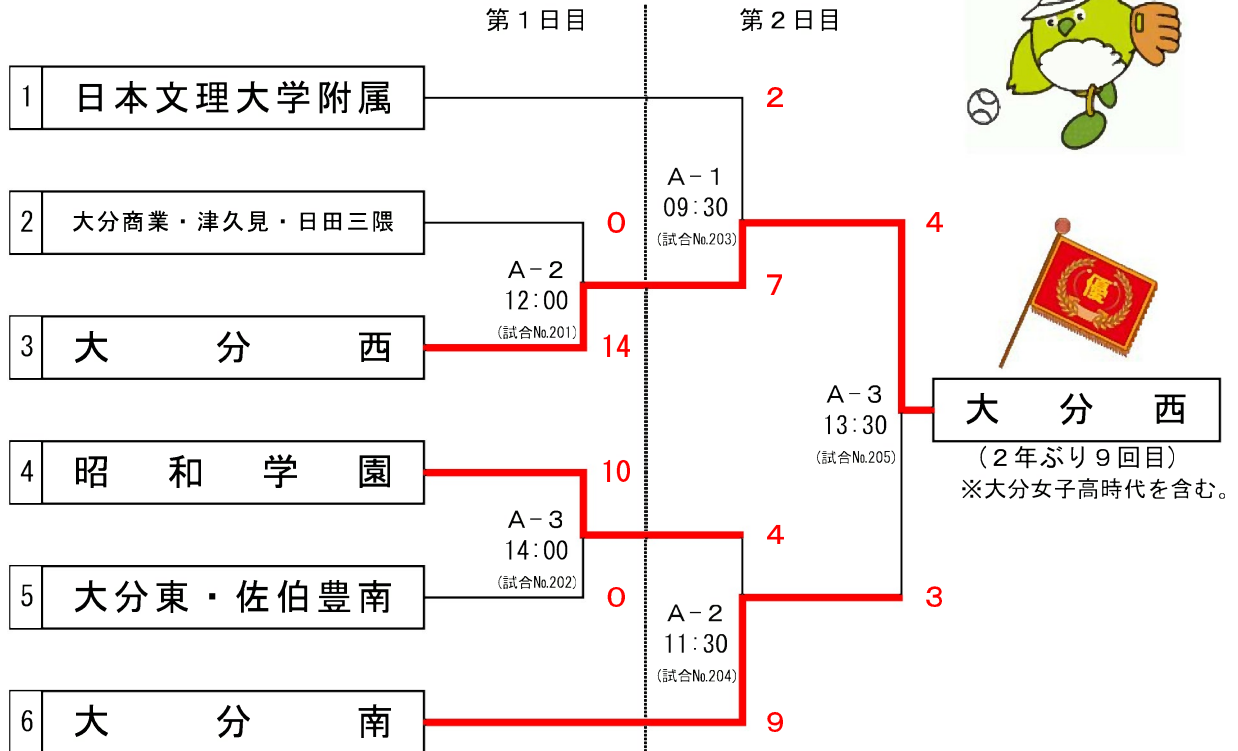 第1日目
第2日目
1 日本文理大学附属
2
A-1
09:30
(試合No.203)
2 大分商業・津久見・日田三隈
0
4
A-2
12:00
(試合No.201)
7
3 大分西
14
優
A-3
13:30
(試合No.205)
大分西
(2年ぶり9回目)
※大分女子高時代を含む。
4 昭和学園
10
A-3
14:00
(試合No.202)
4
5 大分東・佐伯豊南
0
3
A-2
11:30
(試合No.204)
6 大分南
9